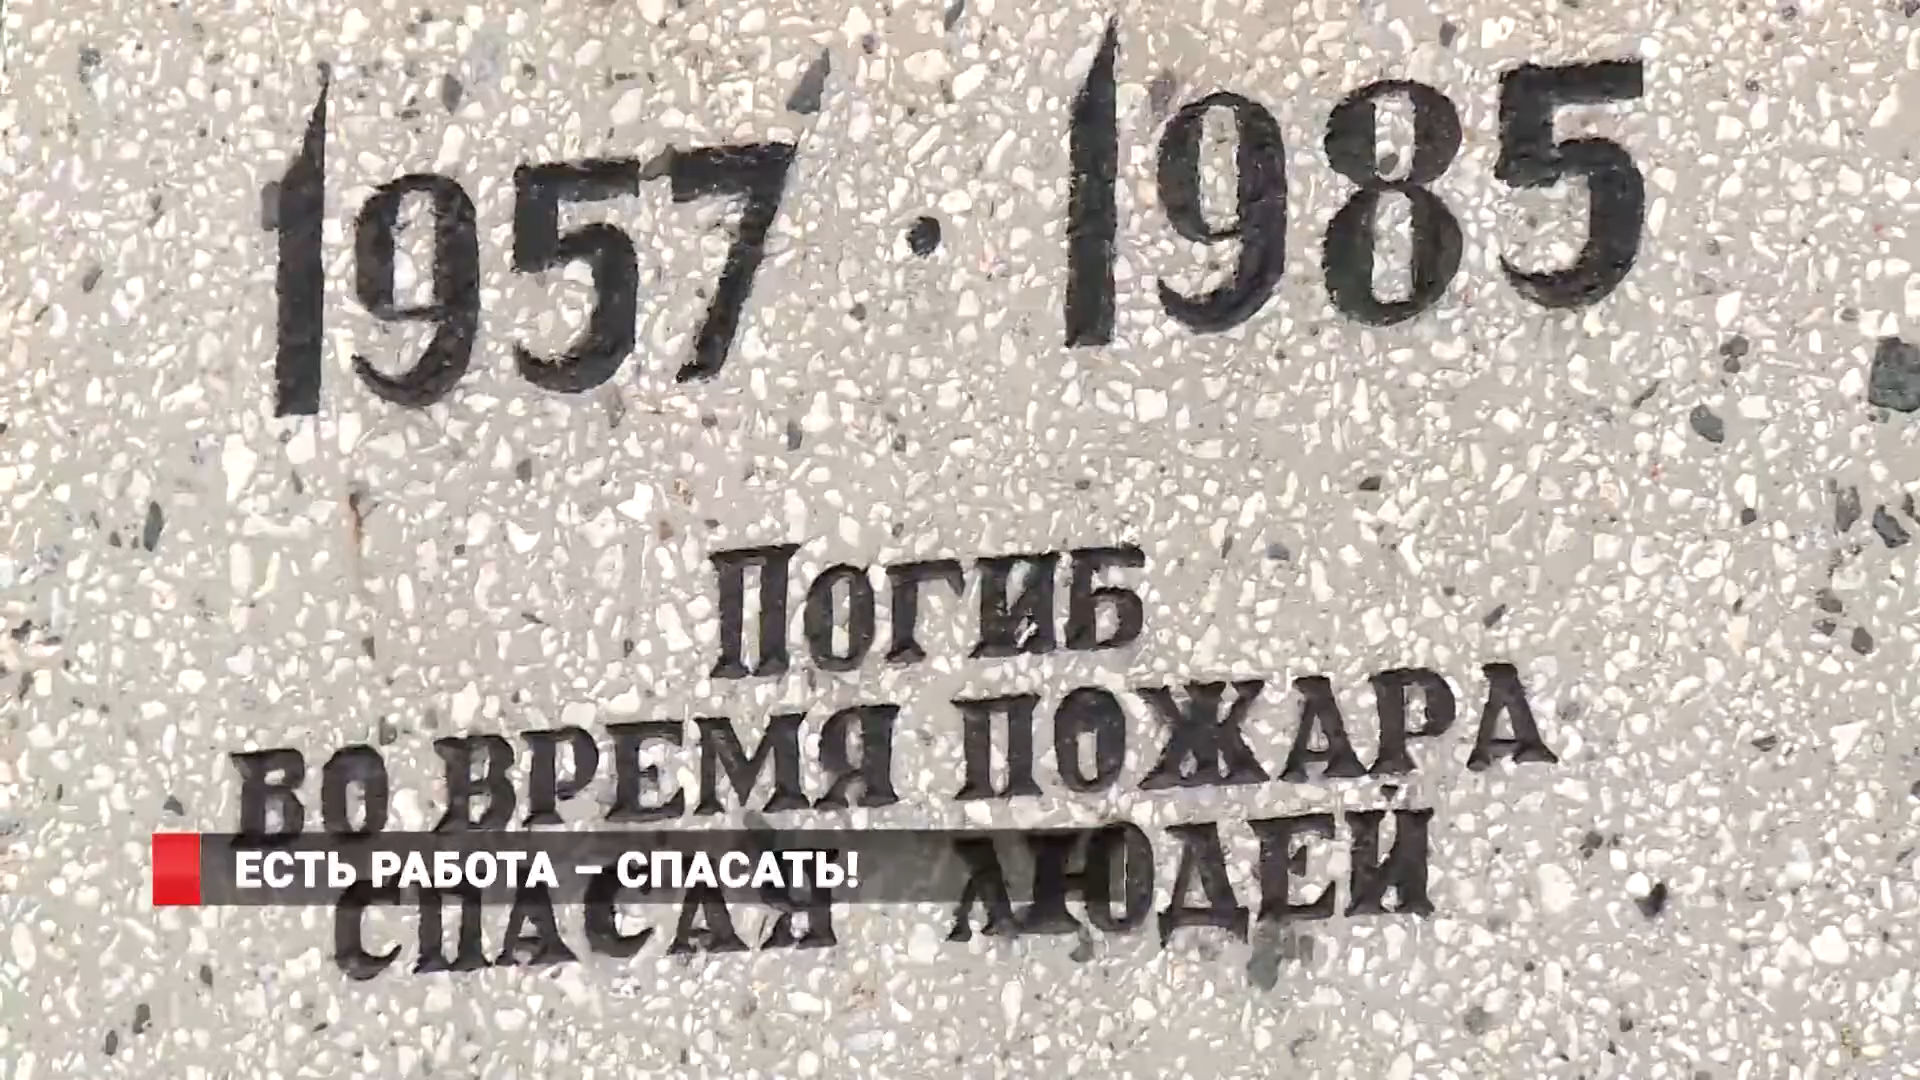 1957 · 1985
ПОГИБ
ВО ВРЕМЯ ПОЖАРА
СПАСАЯ ЛЮДЕЙ
ЕСТЬ РАБОТА – СПАСАТЬ!